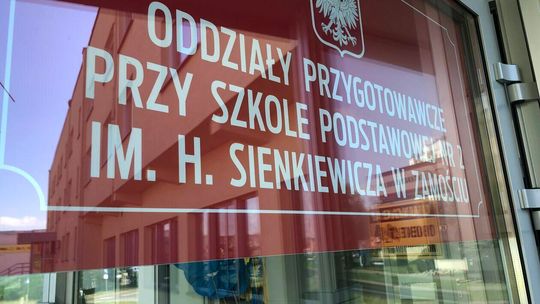 ODDZIAŁY PRZYGOTOWAWCZE
PRZY SZKOLE PODSTAWOWEJ NR 2
IM. H. SIENKIEWICZA W ZAMOŚCIU